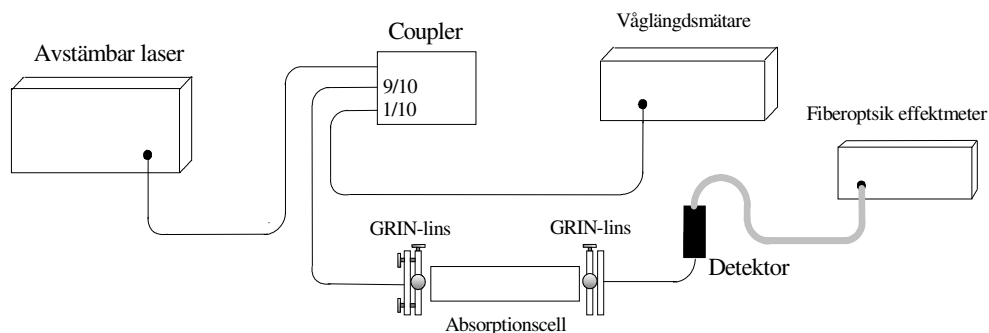 Avstämbar laser
Coupler
9/10
1/10
Våglängdsmätare
Fiberoptsik effektmeter
GRIN-lins
GRIN-lins
Detektor
Absorptionscell